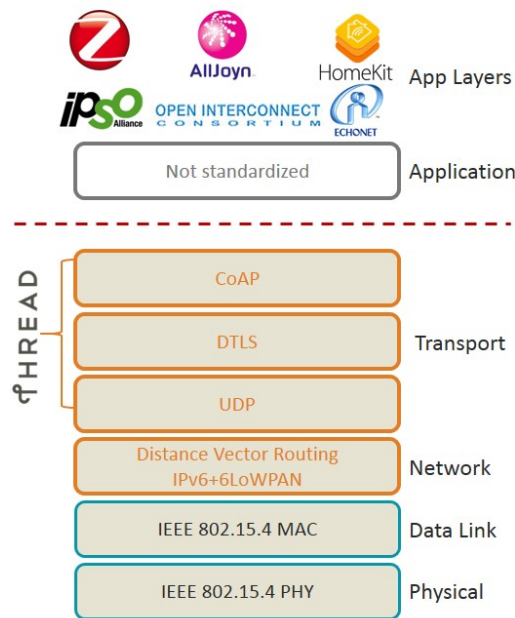 Z
AllJoyn
HomeKit
App Layers
ipso
Alliance
OPEN INTERCONNECT
CONSORTIUM
ECHONET
Not standardized
Application
THREAD
CoAP
DTLS
Transport
UDP
Distance Vector Routing
IPv6+6LoWPAN
Network
IEEE 802.15.4 MAC
Data Link
IEEE 802.15.4 PHY
Physical